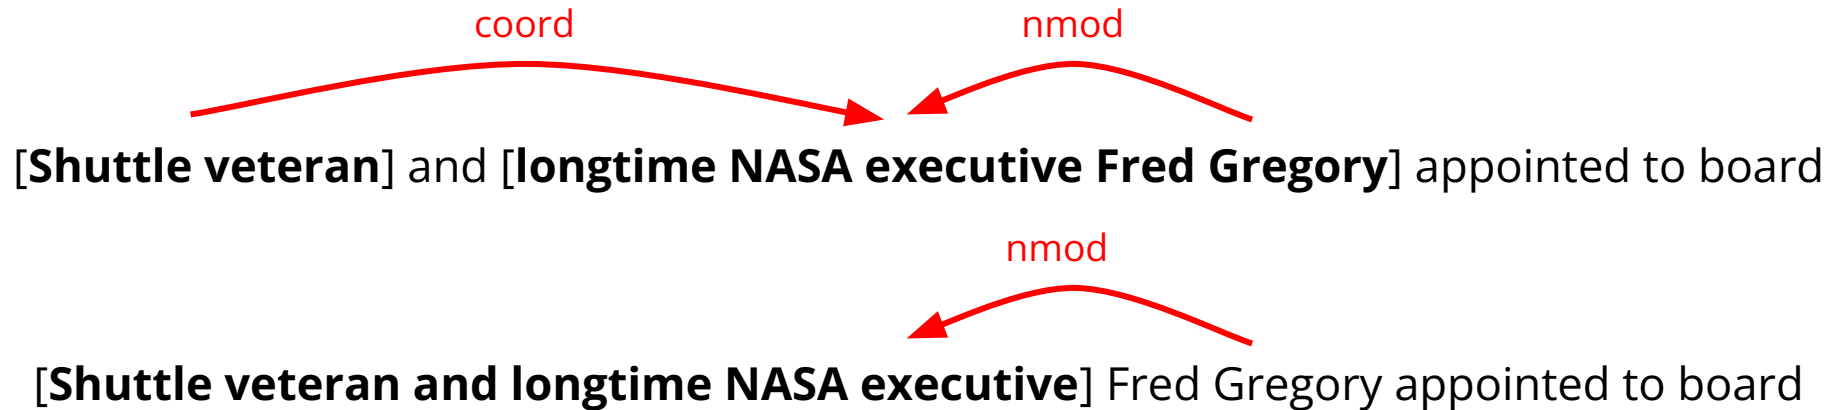 coord nmod
[Shuttle veteran] and [longtime NASA executive Fred Gregory] appointed to board
nmod
[Shuttle veteran and longtime NASA executive] Fred Gregory appointed to board